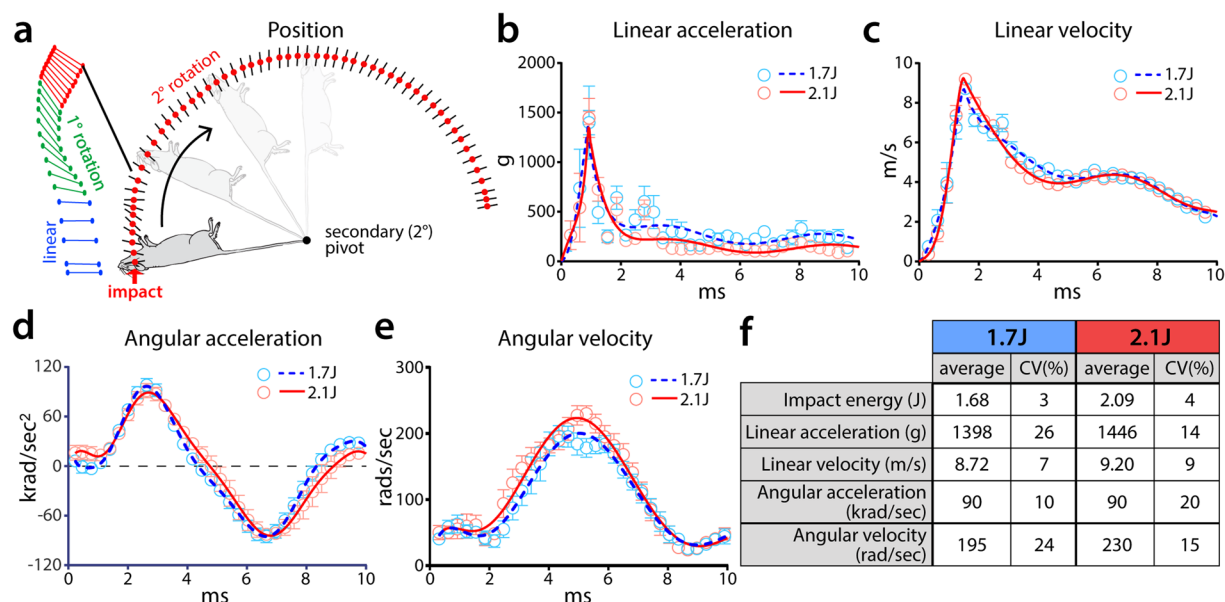 a
Position
linear
1° rotation
2° rotation
secondary (2°)
pivot
impact
b
Linear acceleration
2000
1500
1000
500
0
g
1.7J
2.1J
0 2 4 6 8 10
ms
c
Linear velocity
10
8
6
4
2
0
m/s
1.7J
2.1J
0 2 4 6 8 10
ms
d
Angular acceleration
120
60
0
-60
-120
krad/sec²
1.7J
2.1J
0 2 4 6 8 10
ms
e
Angular velocity
300
200
100
0
rads/sec
1.7J
2.1J
0 2 4 6 8 10
ms
f
1.7J 2.1J
average CV(%) average CV(%)
Impact energy (J) 1.68 3 2.09 4
Linear acceleration (g) 1398 26 1446 14
Linear velocity (m/s) 8.72 7 9.20 9
Angular acceleration
(krad/sec) 90 10 90 20
Angular velocity
(rad/sec) 195 24 230 15